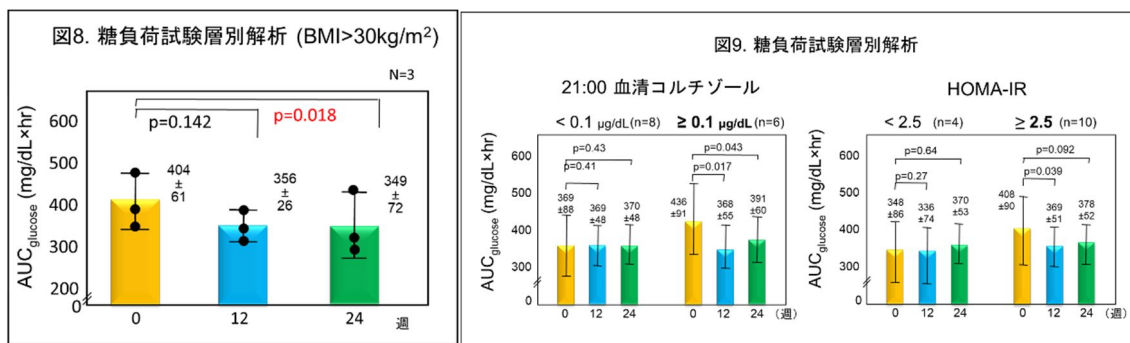 図8. 糖負荷試験層別解析 (BMI>30kg/m²)
N=3
p=0.018
p=0.142
AUCglucose (mg/dL×hr)
600
500
400
300
200
0
404
±
61
356
±
26
349
±
72
0 12 24 週
図9. 糖負荷試験層別解析
21:00 血清コルチゾール
< 0.1 μg/dL (n=8) ≥ 0.1 μg/dL (n=6)
AUCglucose (mg/dL×hr)
600
500
400
300
0
p=0.43
p=0.41
369
±88
369
±48
370
±48
p=0.043
p=0.017
436
±91
368
±55
391
±60
0 12 24 0 12 24 (週)
HOMA-IR
< 2.5 (n=4) ≥ 2.5 (n=10)
AUCglucose (mg/dL×hr)
600
500
400
300
0
p=0.64
p=0.27
348
±86
336
±74
370
±53
p=0.092
p=0.039
408
±90
369
±51
378
±52
0 12 24 0 12 24 (週)